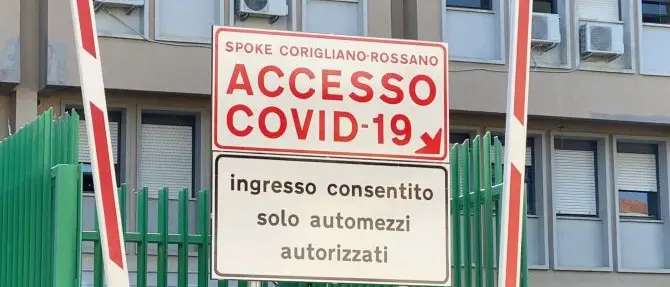 SPOKE CORIGLIANO-ROSSANO
ACCESSO
COVID-19
ingresso consentito
solo automezzi
autorizzati